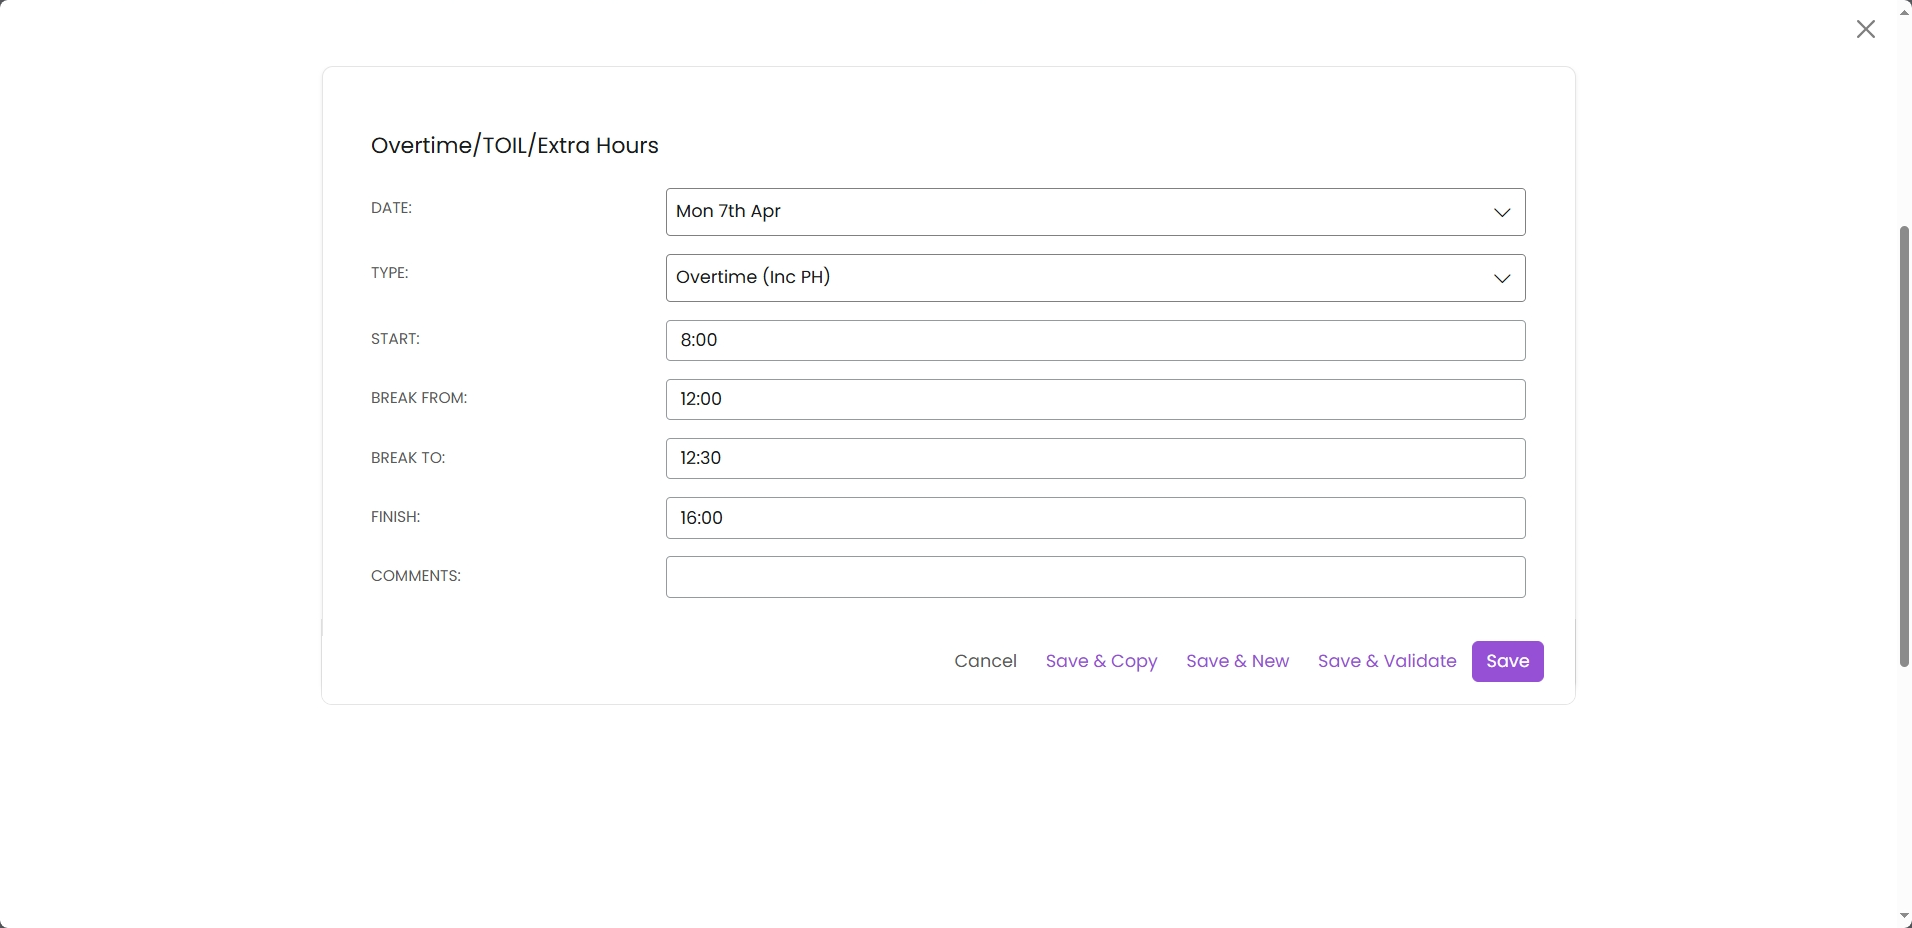 Overtime/TOIL/Extra Hours
DATE: Mon 7th Apr
TYPE: Overtime (Inc PH)
START: 8:00
BREAK FROM: 12:00
BREAK TO: 12:30
FINISH: 16:00
COMMENTS:
Cancel Save & Copy Save & New Save & Validate Save